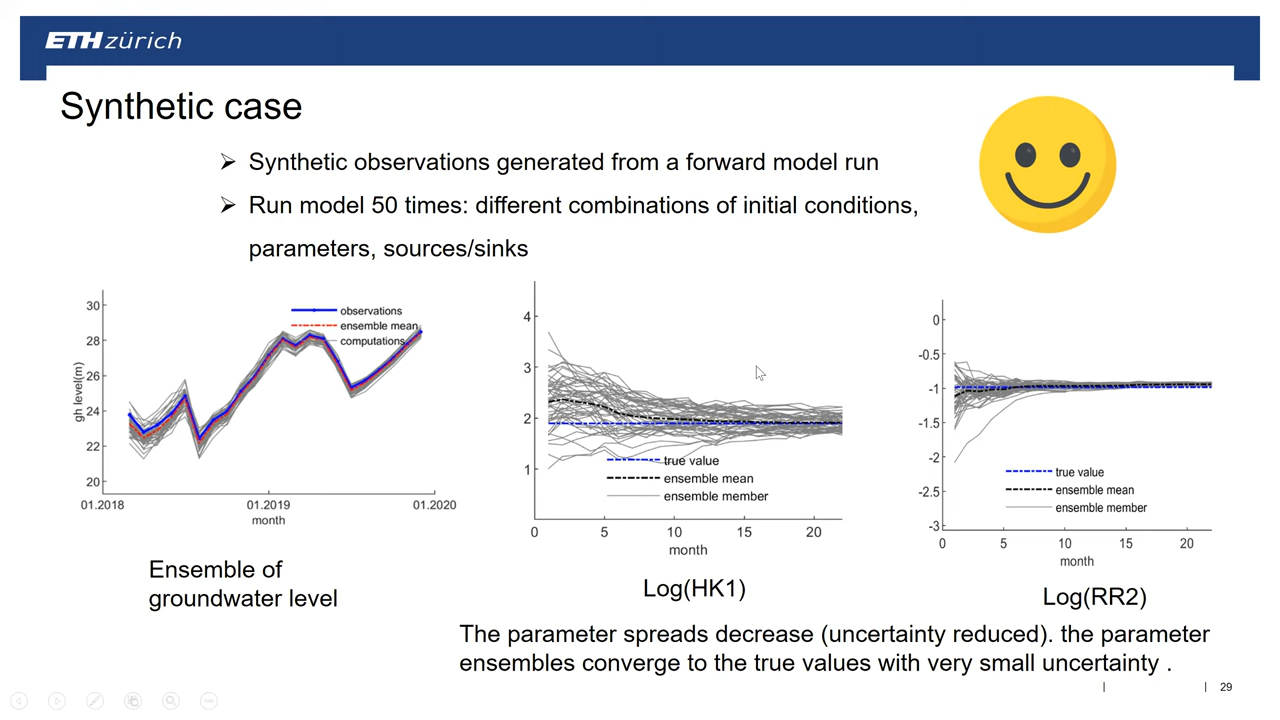 ETH zürich
Synthetic case
➢ Synthetic observations generated from a forward model run
➢ Run model 50 times: different combinations of initial conditions,
parameters, sources/sinks
gh level(m)
30
28
26
24
22
20
observations
ensemble mean
computations
01.2018
01.2019
01.2020
month
Ensemble of
groundwater level
4
3
2
1
true value
ensemble mean
ensemble member
0
5
10
15
20
month
Log(HK1)
0
-0.5
-1
-1.5
-2
-2.5
-3
true value
ensemble mean
ensemble member
0
5
10
15
20
month
Log(RR2)
The parameter spreads decrease (uncertainty reduced). the parameter
ensembles converge to the true values with very small uncertainty .
| | 29